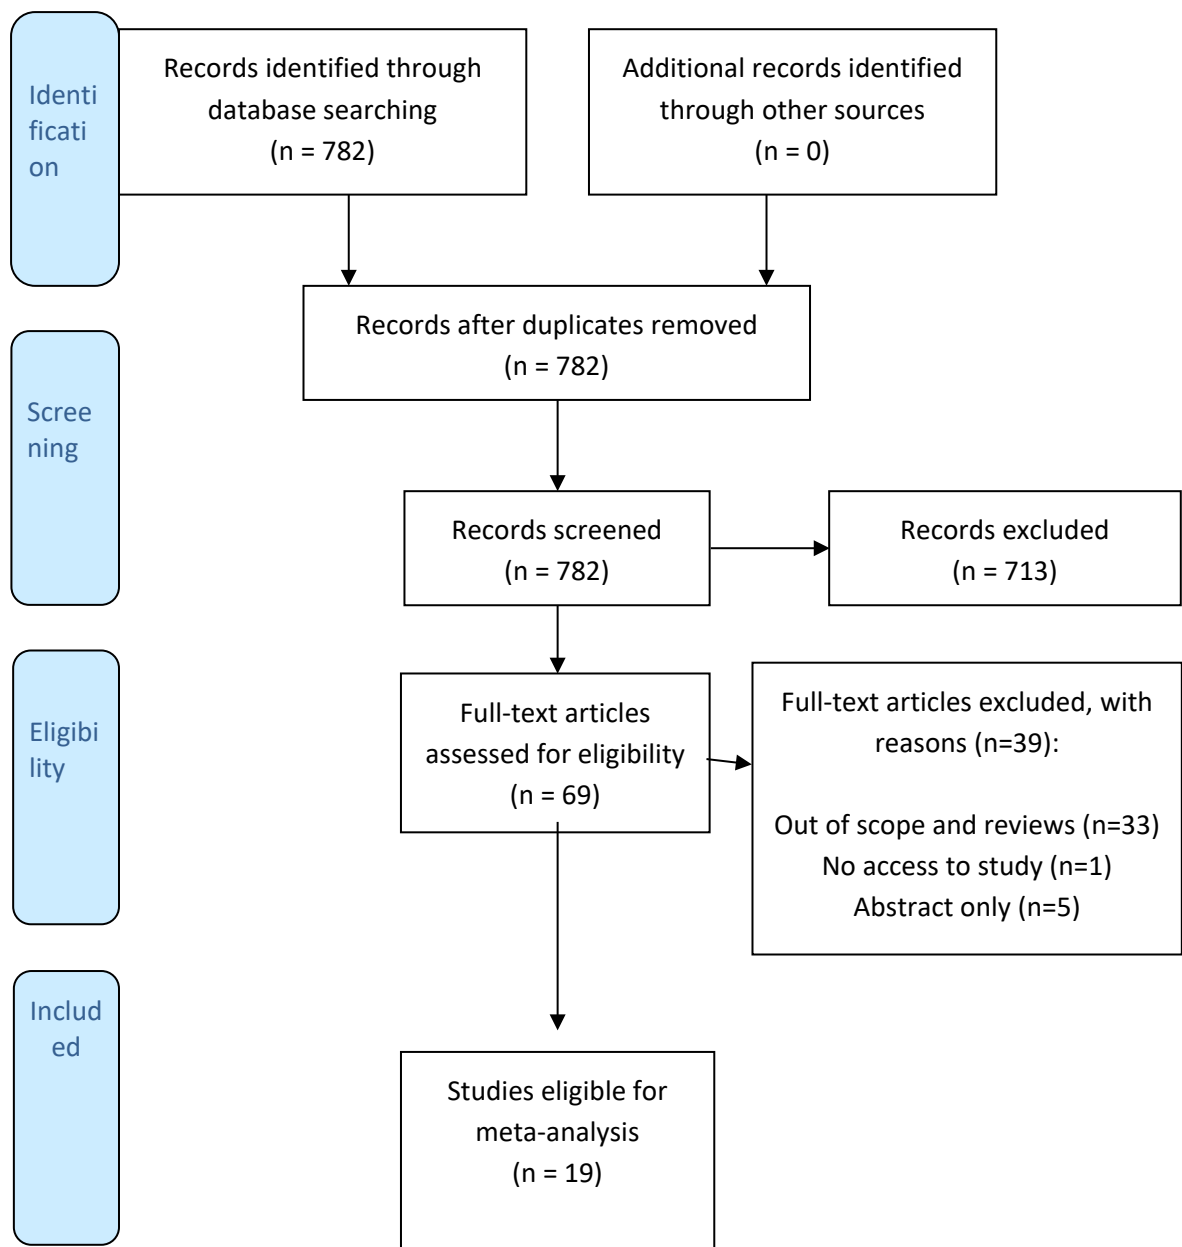 Identi
ficati
on
Records identified through
database searching
(n = 782)
Additional records identified
through other sources
(n = 0)
Records after duplicates removed
(n = 782)
Scree
ning
Records screened
(n = 782)
Records excluded
(n = 713)
Eligibi
lity
Full-text articles
assessed for eligibility
(n = 69)
Full-text articles excluded, with
reasons (n=39):
Out of scope and reviews (n=33)
No access to study (n=1)
Abstract only (n=5)
Includ
ed
Studies eligible for
meta-analysis
(n = 19)